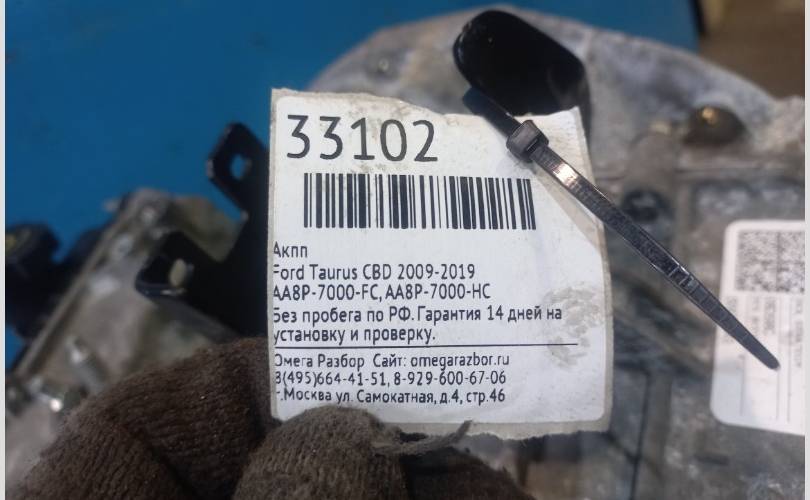 33102
Акпп
Ford Taurus CBD 2009-2019
AA8P-7000-FC, AA8P-7000-HC
Без пробега по РФ. Гарантия 14 дней на
установку и проверку.
Омега Разбор Сайт: omegarazbor.ru
8(495)664-41-51, 8-929-600-67-06
г.Москва ул. Самокатная, д.4, стр.46